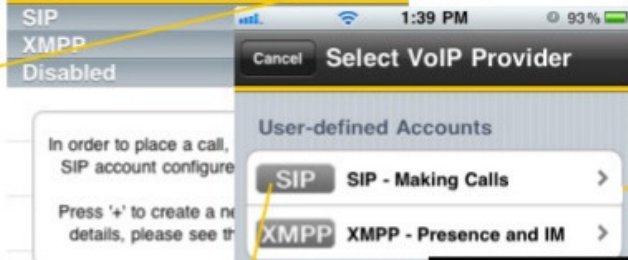 SIP
XMPP
Disabled
In order to place a call,
SIP account configure
Press '+' to create a ne
details, please see th
1:39 PM 93%
Cancel Select VoIP Provider
User-defined Accounts
SIP SIP - Making Calls
XMPP XMPP - Presence and IM